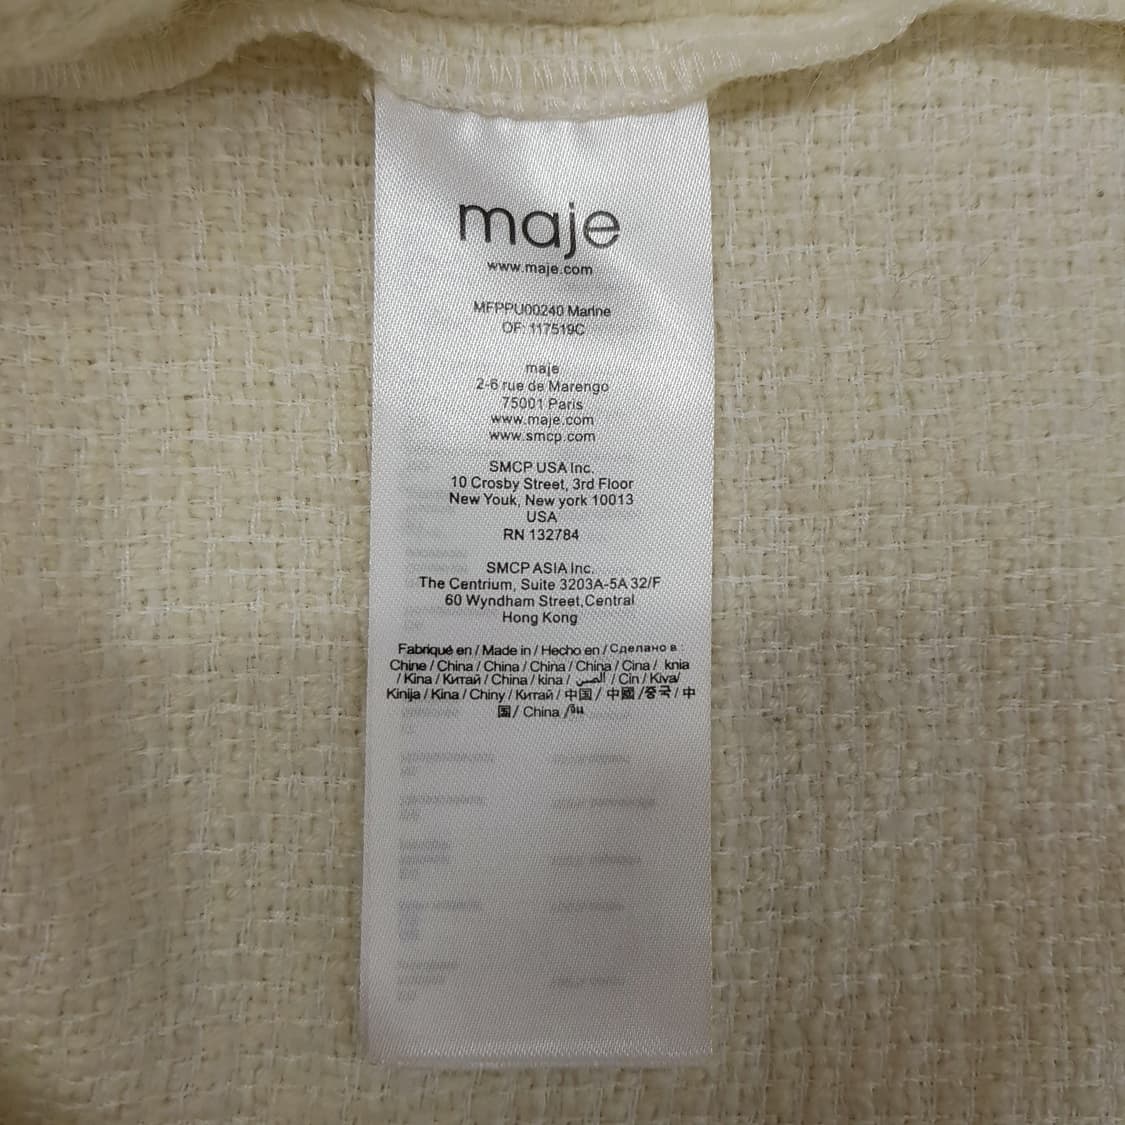 maje
www.maje.com
MFPPU00240 Marine
OF: 117519C
maje
2-6 rue de Marengo
75001 Paris
www.maje.com
www.smcp.com
SMCP USA Inc.
10 Crosby Street, 3rd Floor
New Youk, New york 10013
USA
RN 132784
SMCP ASIA Inc.
The Centrium, Suite 3203A-5A 32/F
60 Wyndham Street,Central
Hong Kong
Fabriqué en / Made in / Hecho en / Сделано в
Chine / China / China / China / China / Cina / knia
/ Kina / Китай / China / kina / الصين / Cin / Kiva/
Kinija / Kina / Chiny / Китай / 中国 / 中國 /중국 / 中
国 / China /จีน